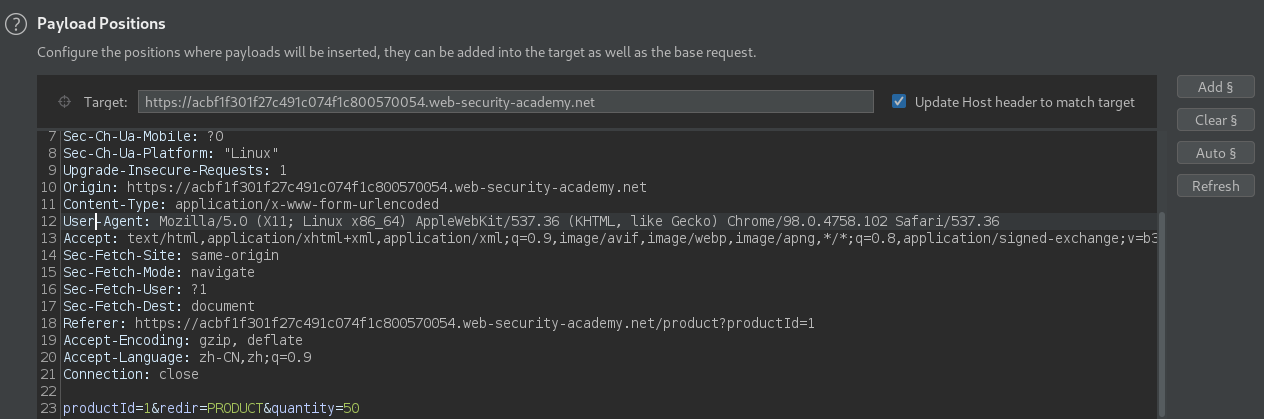 ? Payload Positions
Configure the positions where payloads will be inserted, they can be added into the target as well as the base request.
Target: https://acbf1f301f27c491c074f1c800570054.web-security-academy.net Update Host header to match target
Add §
Clear §
Auto §
Refresh
7 Sec-Ch-Ua-Mobile: ?0
8 Sec-Ch-Ua-Platform: "Linux"
9 Upgrade-Insecure-Requests: 1
10 Origin: https://acbf1f301f27c491c074f1c800570054.web-security-academy.net
11 Content-Type: application/x-www-form-urlencoded
12 User-Agent: Mozilla/5.0 (X11; Linux x86_64) AppleWebKit/537.36 (KHTML, like Gecko) Chrome/98.0.4758.102 Safari/537.36
13 Accept: text/html,application/xhtml+xml,application/xml;q=0.9,image/avif,image/webp,image/apng,*/*;q=0.8,application/signed-exchange;v=b3
14 Sec-Fetch-Site: same-origin
15 Sec-Fetch-Mode: navigate
16 Sec-Fetch-User: ?1
17 Sec-Fetch-Dest: document
18 Referer: https://acbf1f301f27c491c074f1c800570054.web-security-academy.net/product?productId=1
19 Accept-Encoding: gzip, deflate
20 Accept-Language: zh-CN,zh;q=0.9
21 Connection: close
22
23 productId=1&redir=PRODUCT&quantity=50